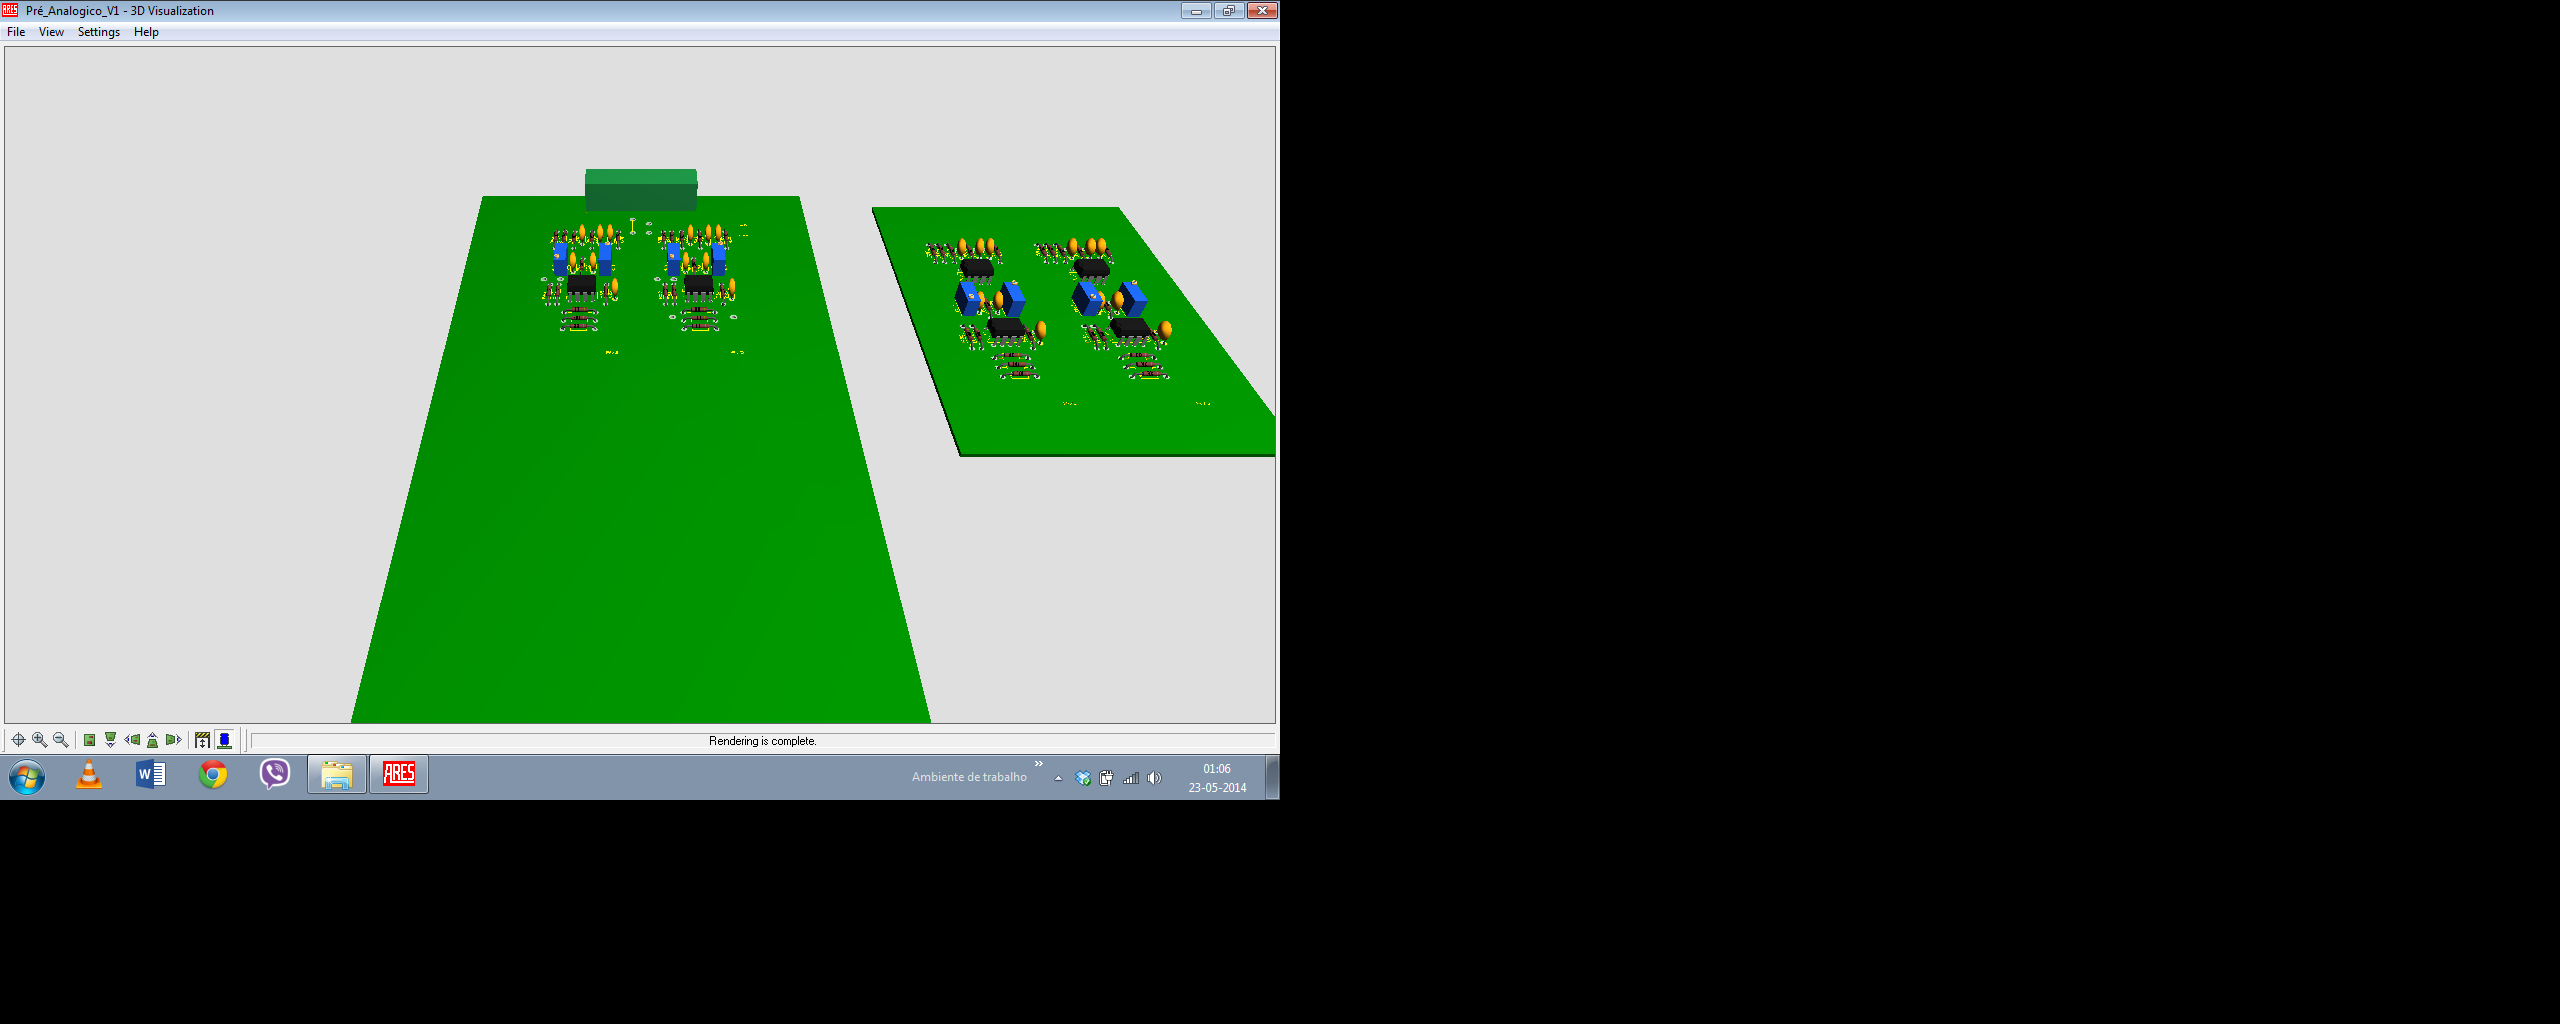 ARES Pré_Analogico_V1 - 3D Visualization
File View Settings Help
Rendering is complete.
W
ARES
Ambiente de trabalho
01:06
23-05-2014